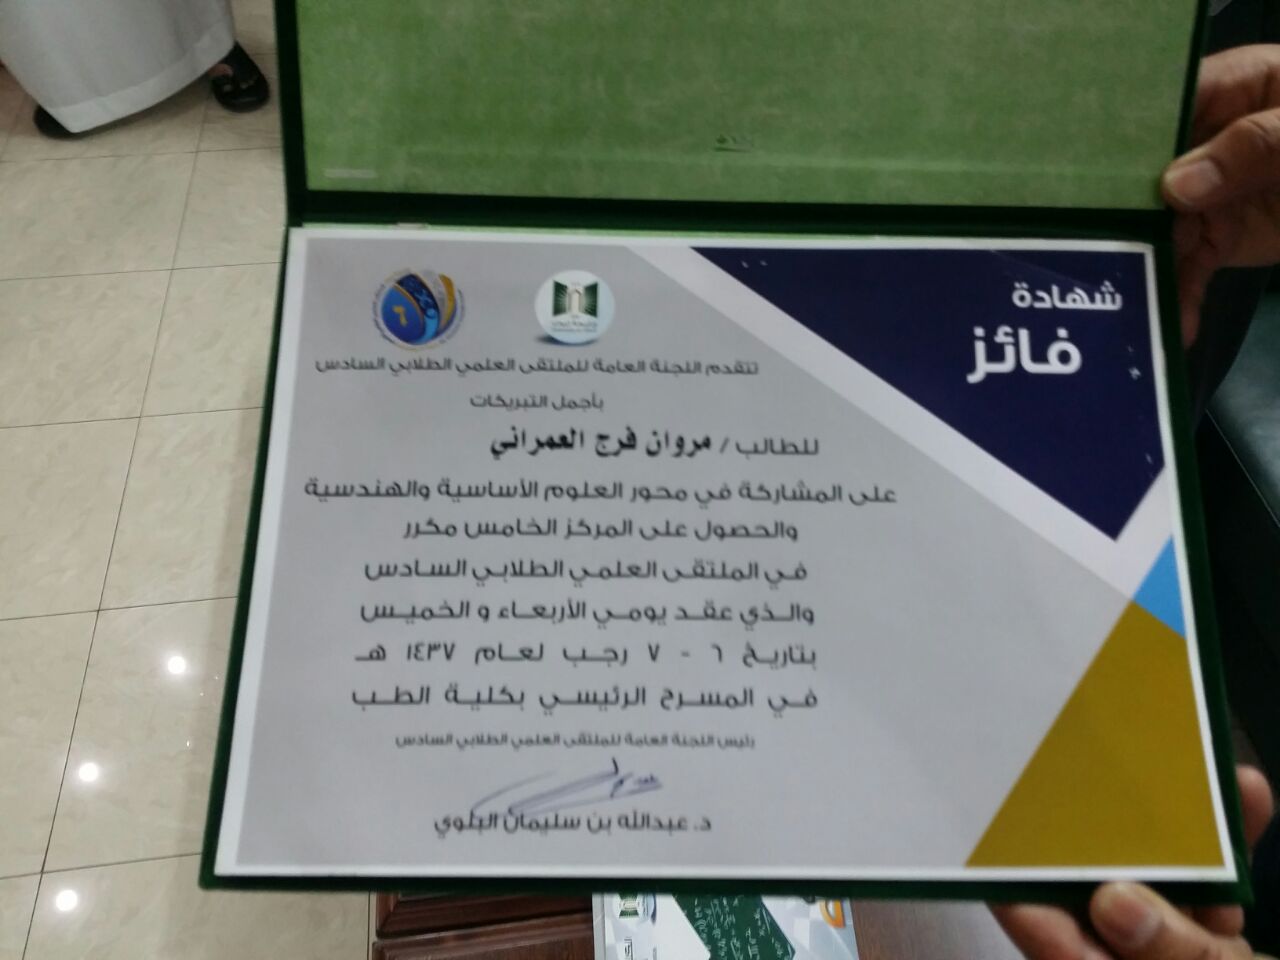 شهادة
فائز
تتقدم اللجنة العامة للملتقى العلمي الطلابي السادس
بأجمل التبريكات
للطالب / مروان فرج العمراني
على المشاركة في محور العلوم الأساسية والهندسية
والحصول على المركز الخامس مكرر
في الملتقى العلمي الطلابي السادس
والذي عقد يومي الأربعاء و الخميس
بتاريخ ٦ - ٧ رجب لعام ١٤٣٧ هـ
في المسرح الرئيسي بكلية الطب
رئيس اللجنة العامة للملتقى العلمي الطلابي السادس
د. عبدالله بن سليمان البلوي